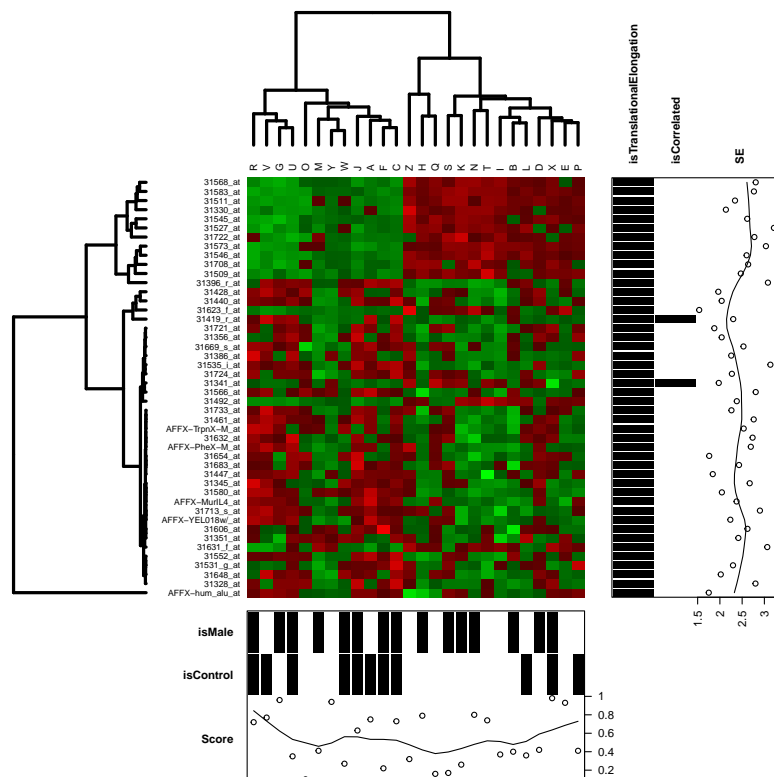 isTranslationalElongation
isCorrelated
SE
R V G U O M Y W J A F C Z H Q S K N T I B L D X E P
31568_at
31583_at
31511_at
31330_at
31545_at
31527_at
31722_at
31573_at
31546_at
31708_at
31509_at
31396_r_at
31428_at
31440_at
31623_f_at
31419_r_at
31721_at
31356_at
31669_s_at
31386_at
31535_i_at
31724_at
31341_at
31566_at
31492_at
31733_at
31461_at
AFFX−TrpnX−M_at
31632_at
AFFX−PheX−M_at
31654_at
31683_at
31447_at
31345_at
31580_at
AFFX−MurIL4_at
31713_s_at
AFFX−YEL018w/_at
31606_at
31351_at
31631_f_at
31552_at
31531_g_at
31648_at
31328_at
AFFX−hum_alu_at
1.5 2 2.5 3
isMale
isControl
Score
1
0.8
0.6
0.4
0.2